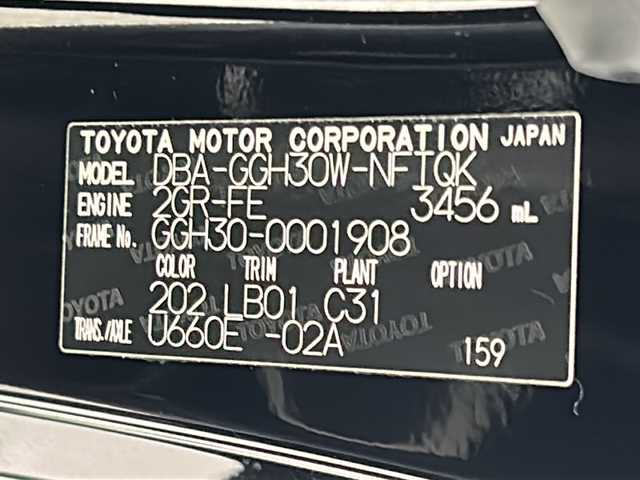 TOYOTA MOTOR CORPORATION JAPAN
MODEL DBA-GGH30W-NFTQK
ENGINE 2GR-FE 3456 mL
FRAME No. GGH30-0001908
COLOR TRIM PLANT OPTION
202 LB01 C31
TRANS./AXLE U660E -02A
159